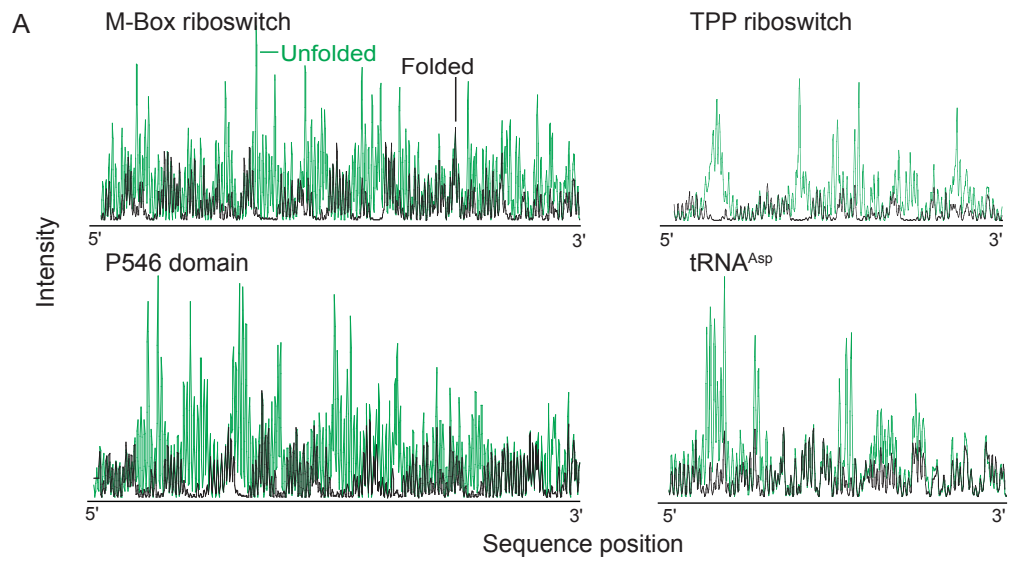 A
M-Box riboswitch
TPP riboswitch
Unfolded
Folded
5'
3'
5'
3'
P546 domain
tRNAᴬˢᵖ
Intensity
5'
3'
5'
3'
Sequence position